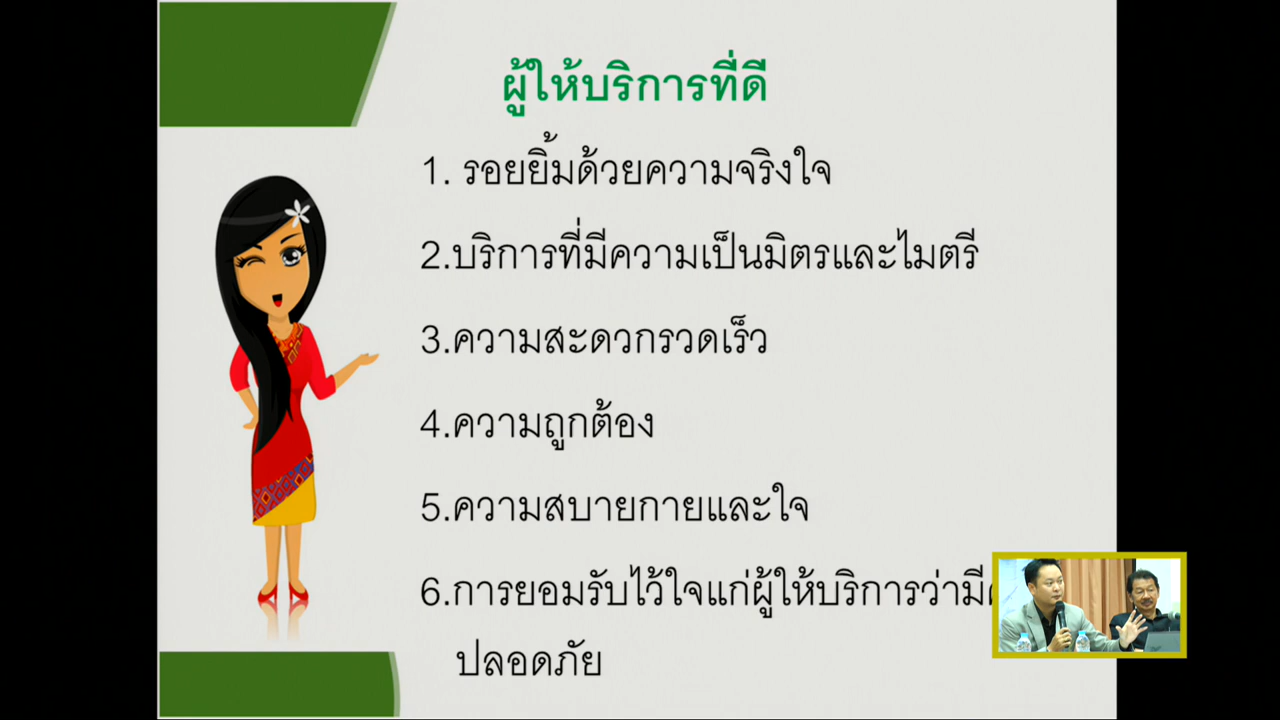 ผู้ให้บริการที่ดี
1. รอยยิ้มด้วยความจริงใจ
2.บริการที่มีความเป็นมิตรและไมตรี
3.ความสะดวกรวดเร็ว
4.ความถูกต้อง
5.ความสบายกายและใจ
6.การยอมรับไว้ใจแก่ผู้ให้บริการว่ามี
ปลอดภัย